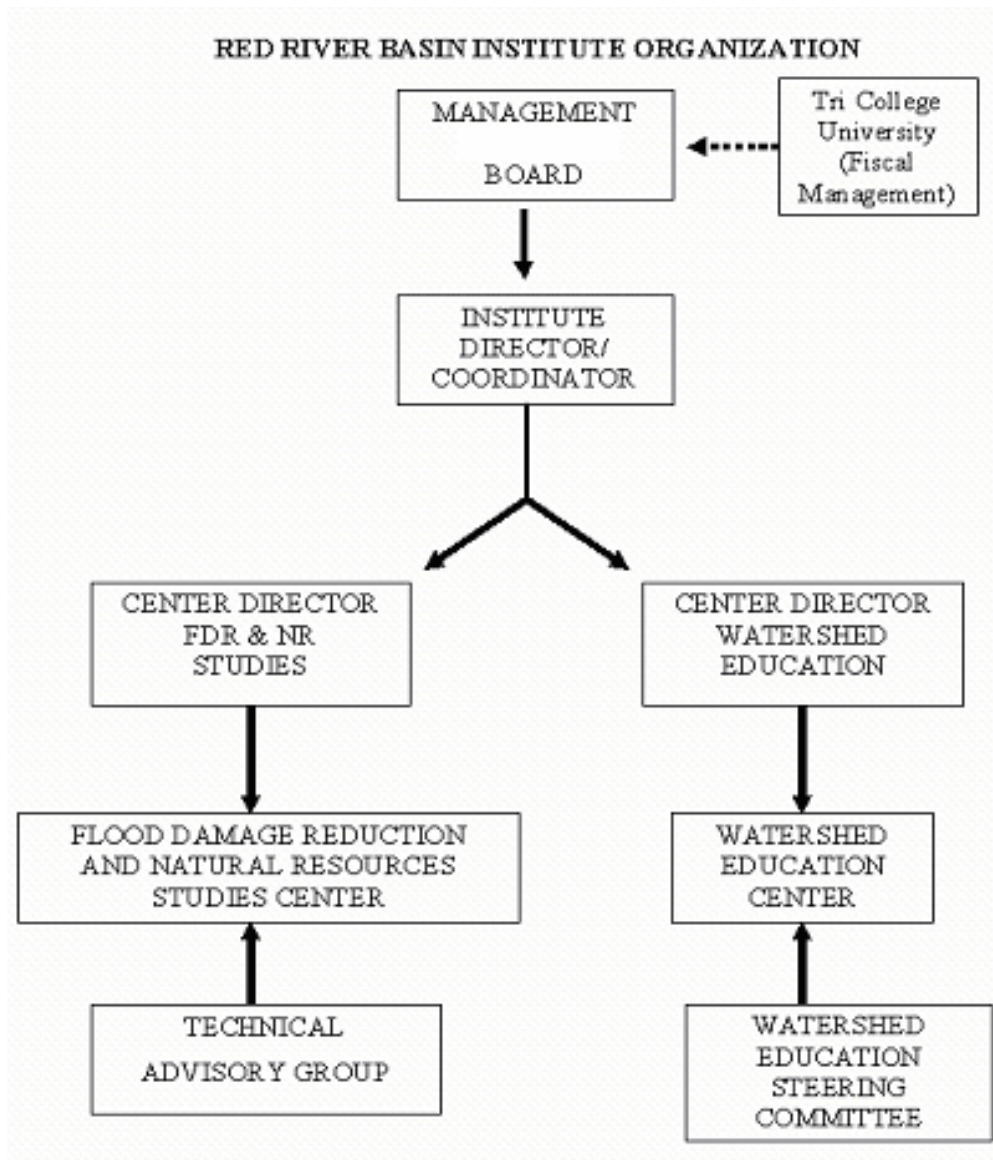 RED RIVER BASIN INSTITUTE ORGANIZATION
MANAGEMENT
BOARD
Tri College
University
(Fiscal
Management)
INSTITUTE
DIRECTOR/
COORDINATOR
CENTER DIRECTOR
FDR & NR
STUDIES
CENTER DIRECTOR
WATERSHED
EDUCATION
FLOOD DAMAGE REDUCTION
AND NATURAL RESOURCES
STUDIES CENTER
WATERSHED
EDUCATION
CENTER
TECHNICAL
ADVISORY GROUP
WATERSHED
EDUCATION
STEERING
COMMITTEE